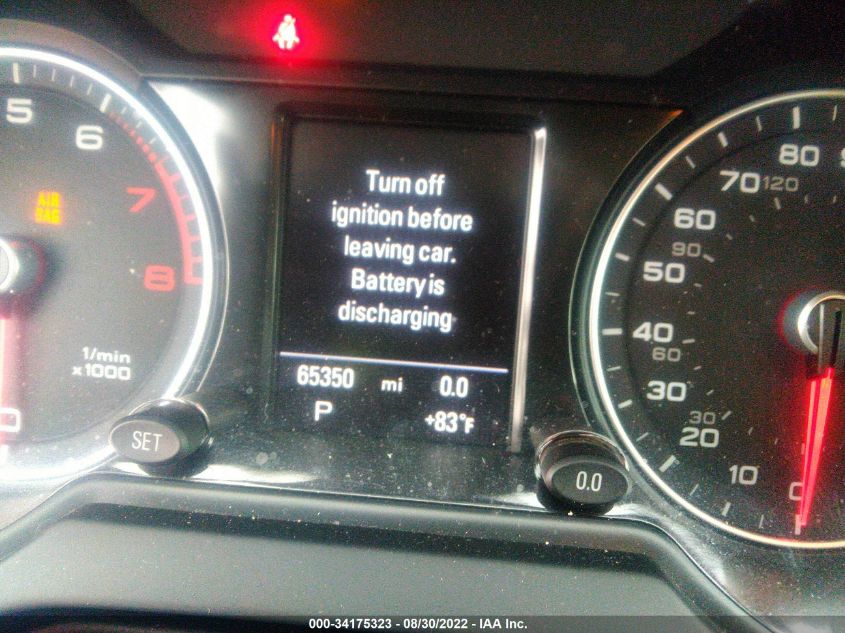 5
6
7
8
AIR
BAG
1/min
x1000
0
SET
Turn off
ignition before
leaving car.
Battery is
discharging
65350 mi 0.0
P +83°F
0.0
80
70 120
60
90
50
40
60
30
30
20
10
0
000-34175323 - 08/30/2022 - IAA Inc.